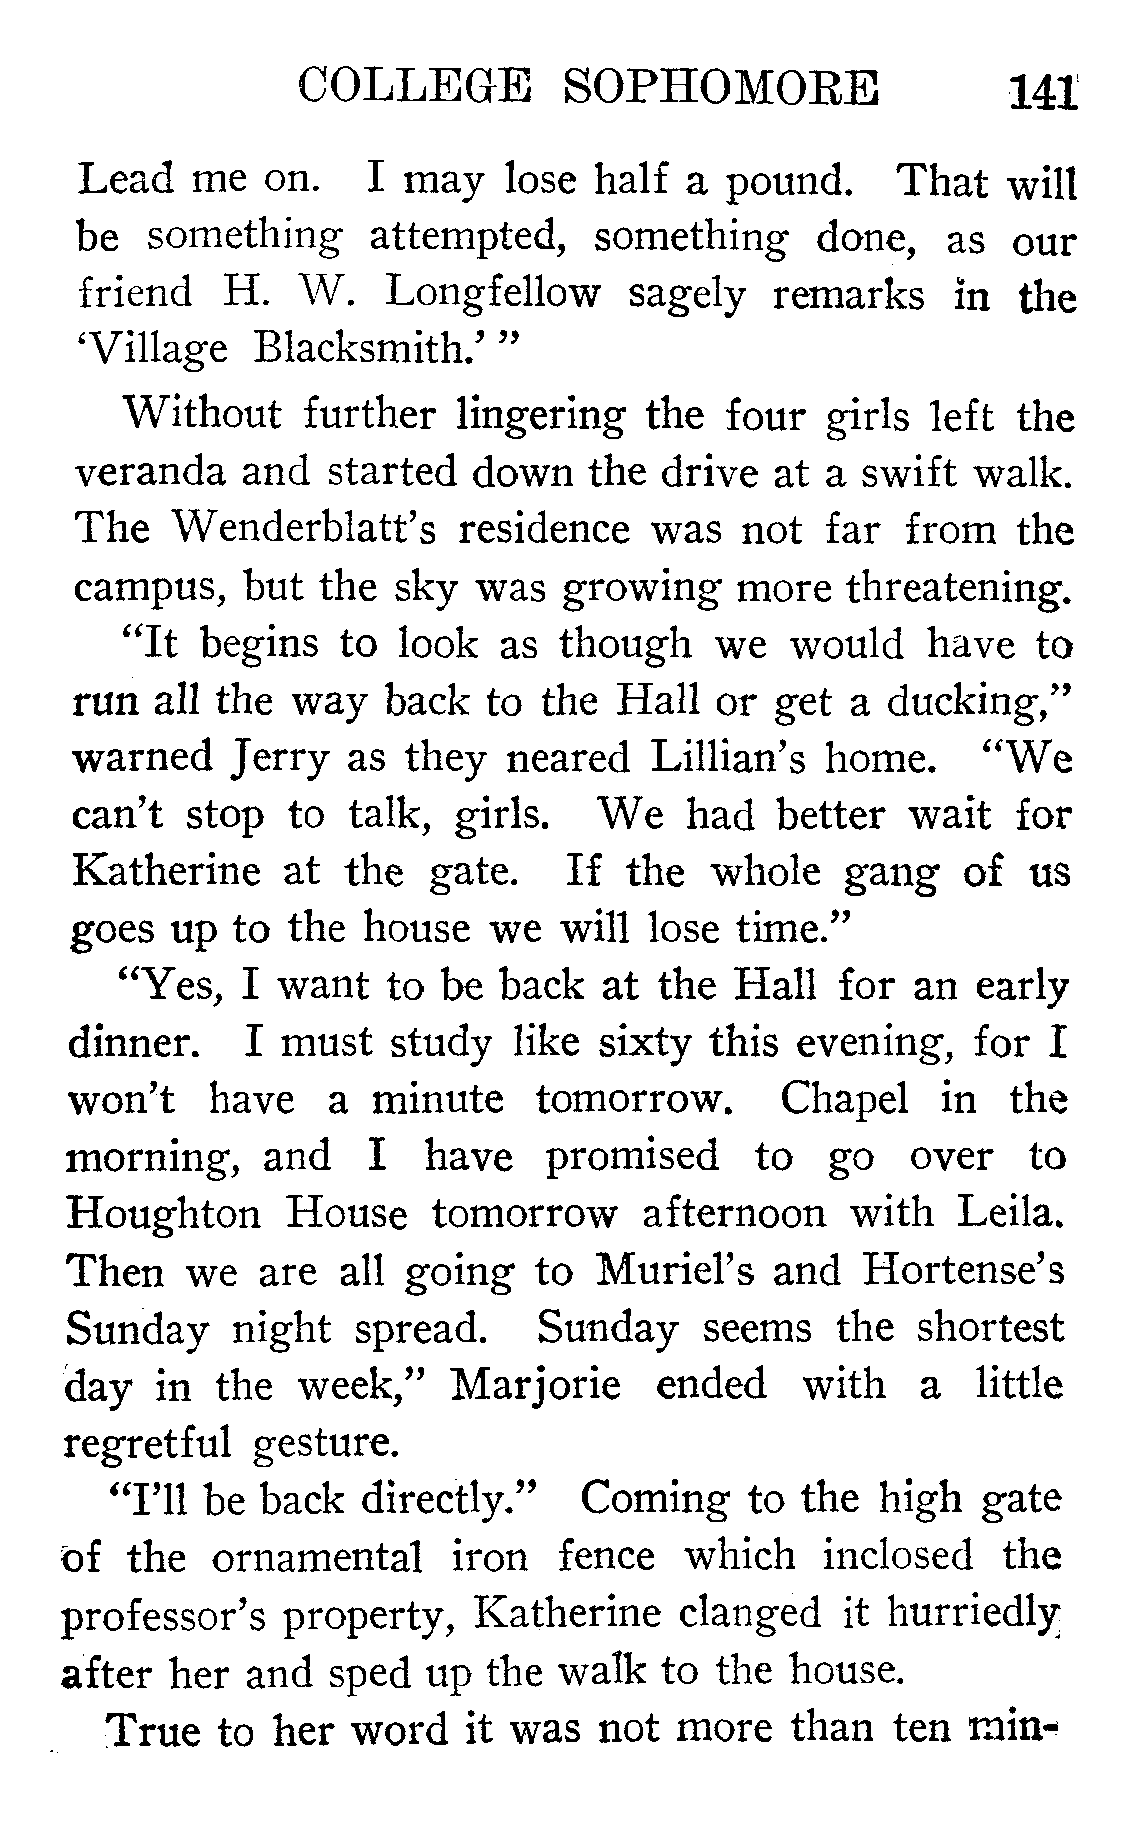 COLLEGE SOPHOMORE 141
Lead me on. I may lose half a pound. That will
be something attempted, something done, as our
friend H. W. Longfellow sagely remarks in the
‘Village Blacksmith.’ ”
Without further lingering the four girls left the
veranda and started down the drive at a swift walk.
The Wenderblatt’s residence was not far from the
campus, but the sky was growing more threatening.
“It begins to look as though we would have to
run all the way back to the Hall or get a ducking,”
warned Jerry as they neared Lillian’s home. “We
can’t stop to talk, girls. We had better wait for
Katherine at the gate. If the whole gang of us
goes up to the house we will lose time.”
“Yes, I want to be back at the Hall for an early
dinner. I must study like sixty this evening, for I
won’t have a minute tomorrow. Chapel in the
morning, and I have promised to go over to
Houghton House tomorrow afternoon with Leila.
Then we are all going to Muriel’s and Hortense’s
Sunday night spread. Sunday seems the shortest
day in the week,” Marjorie ended with a little
regretful gesture.
“I’ll be back directly.” Coming to the high gate
of the ornamental iron fence which inclosed the
professor’s property, Katherine clanged it hurriedly
after her and sped up the walk to the house.
True to her word it was not more than ten min-